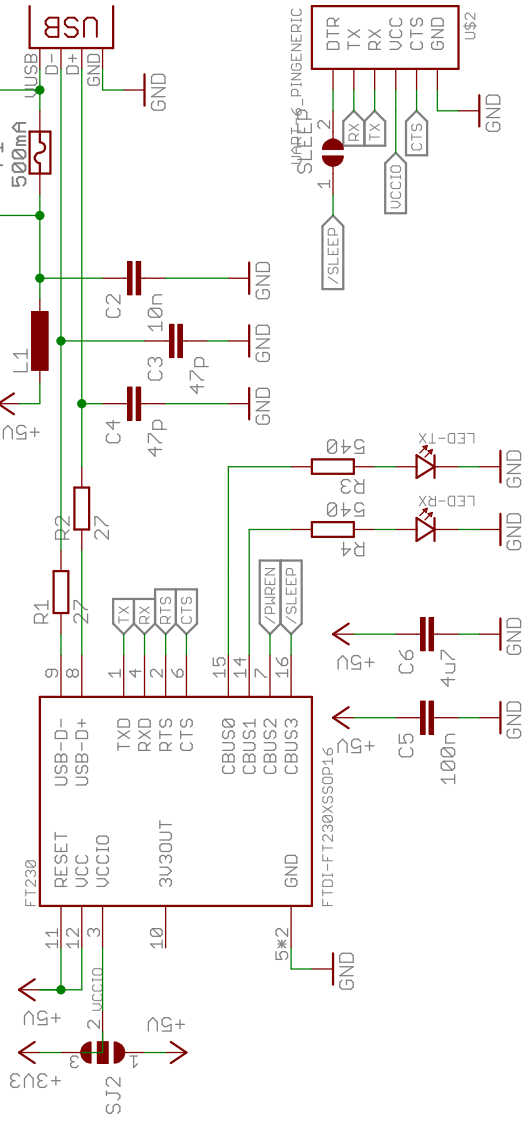 USB
VUSB
D-
D+
GND
GND
500mA
DTR
TX
RX
VCC
CTS
GND
U$2
UART-6_PINGENERIC
SLEEP
2
1
RX
TX
VCCIO
CTS
GND
/SLEEP
C2
10n
GND
L1
C3
47p
GND
+5V
C4
47p
GND
R2
27
R1
27
540
R3
LED-TX
GND
540
R4
LED-RX
GND
TX
RX
RTS
CTS
/PWREN
/SLEEP
9
8
1
4
2
6
15
14
7
16
+5V
C6
4u7
GND
+5V
C5
100n
GND
USB-D-
USB-D+
TXD
RXD
RTS
CTS
CBUS0
CBUS1
CBUS2
CBUS3
RESET
VCC
VCCIO
3V3OUT
GND
FT230
FTDI-FT230XSSOP16
11
12
3
10
5*2
GND
+5V
VCCIO
2
+5V
+3V3
3
1
SJ2